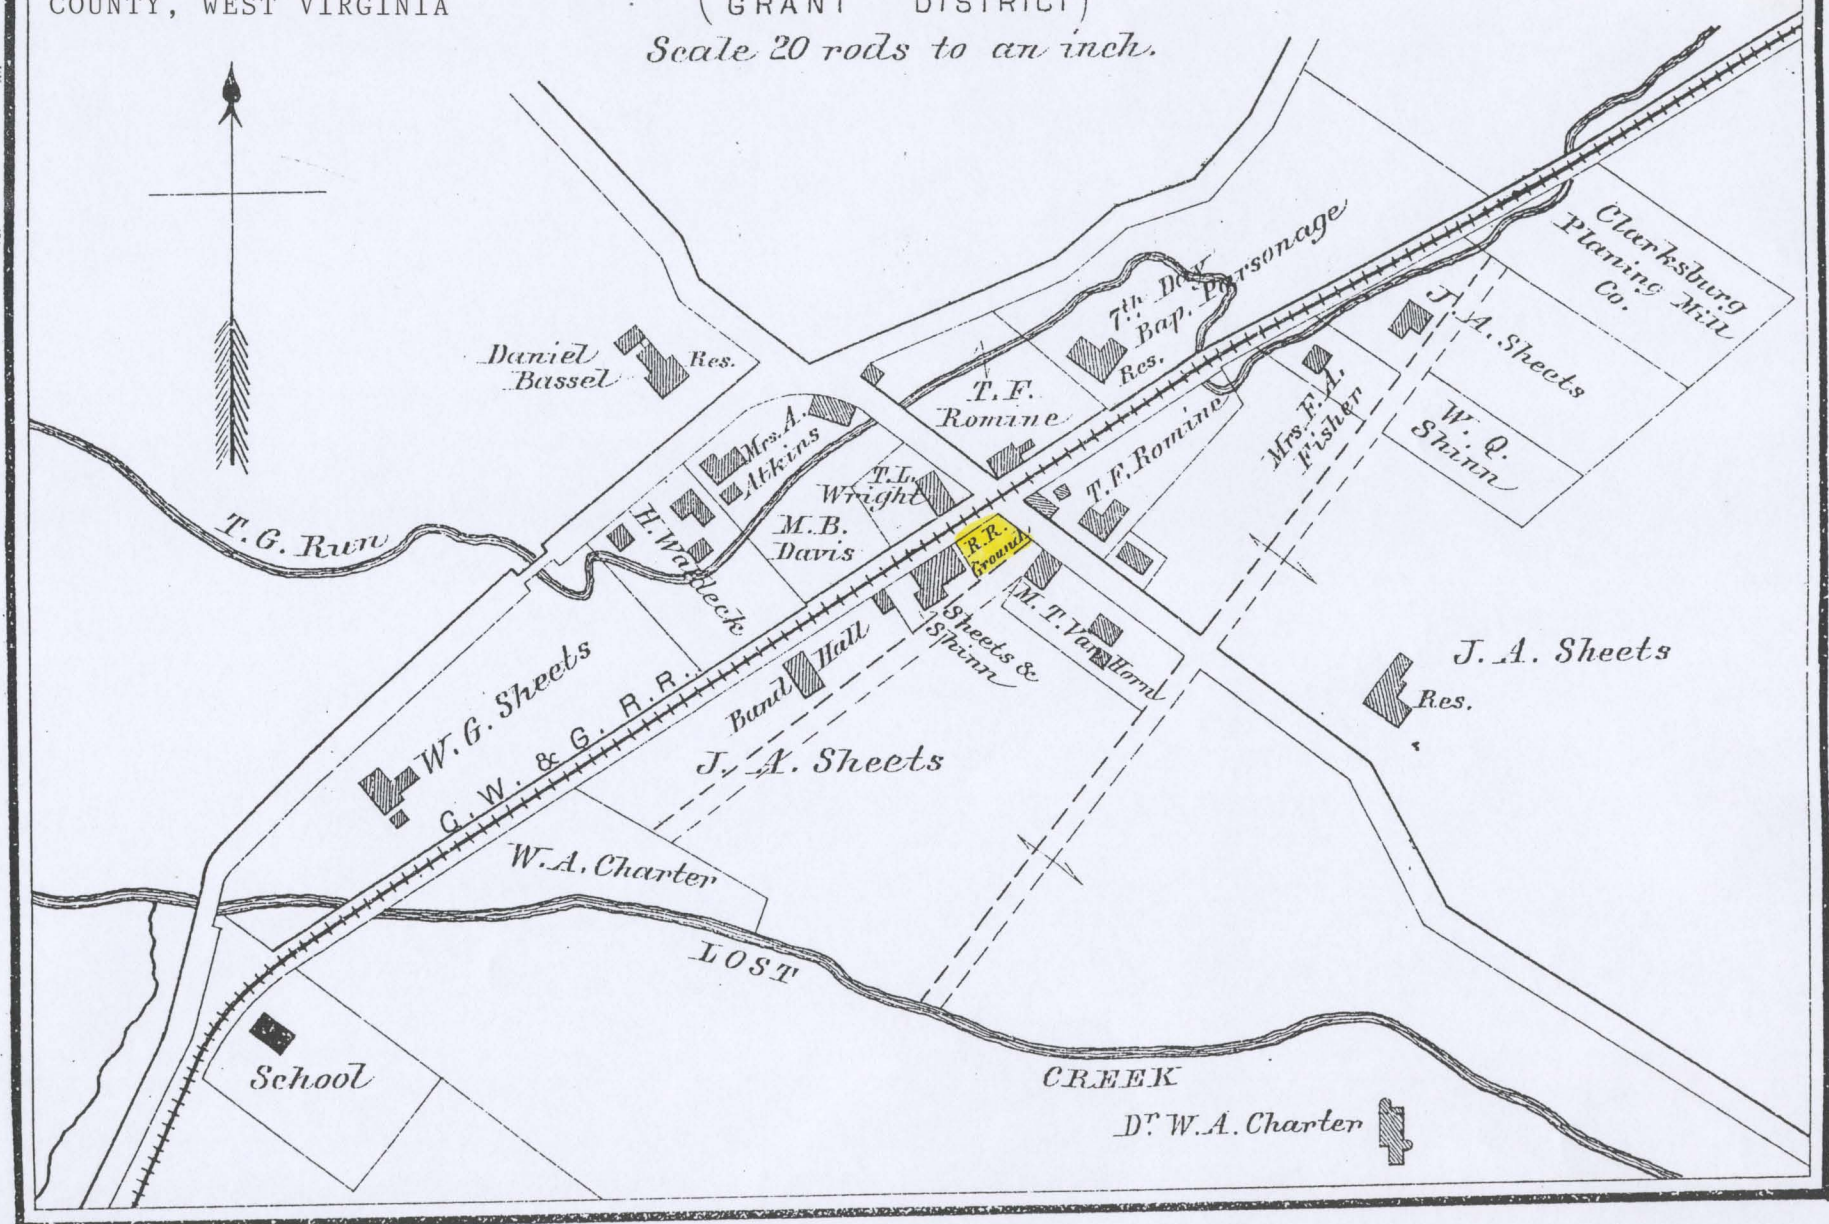 COUNTY, WEST VIRGINIA
(GRANT DISTRICT)
Scale 20 rods to an inch.
Clarksburg
Planing Mill
Co.
7th Day
Bap. Parsonage
Res.
J. A. Sheets
Daniel
Bassel
Res.
T. F.
Romine
Mrs. A.
Atkins
T. F. Romine
Mrs. F. A.
Fisher
W. Q.
Shinn
T. L.
Wright
M. B.
Davis
H. Wardeck
T. G. Run
R. R.
Ground
M. T. Van Horn
Sheets &
Shinn
Band Hall
J. A. Sheets
Res.
W. G. Sheets
C. W. & G. R. R.
J. A. Sheets
W. A. Charter
LOST
CREEK
School
Dr. W. A. Charter